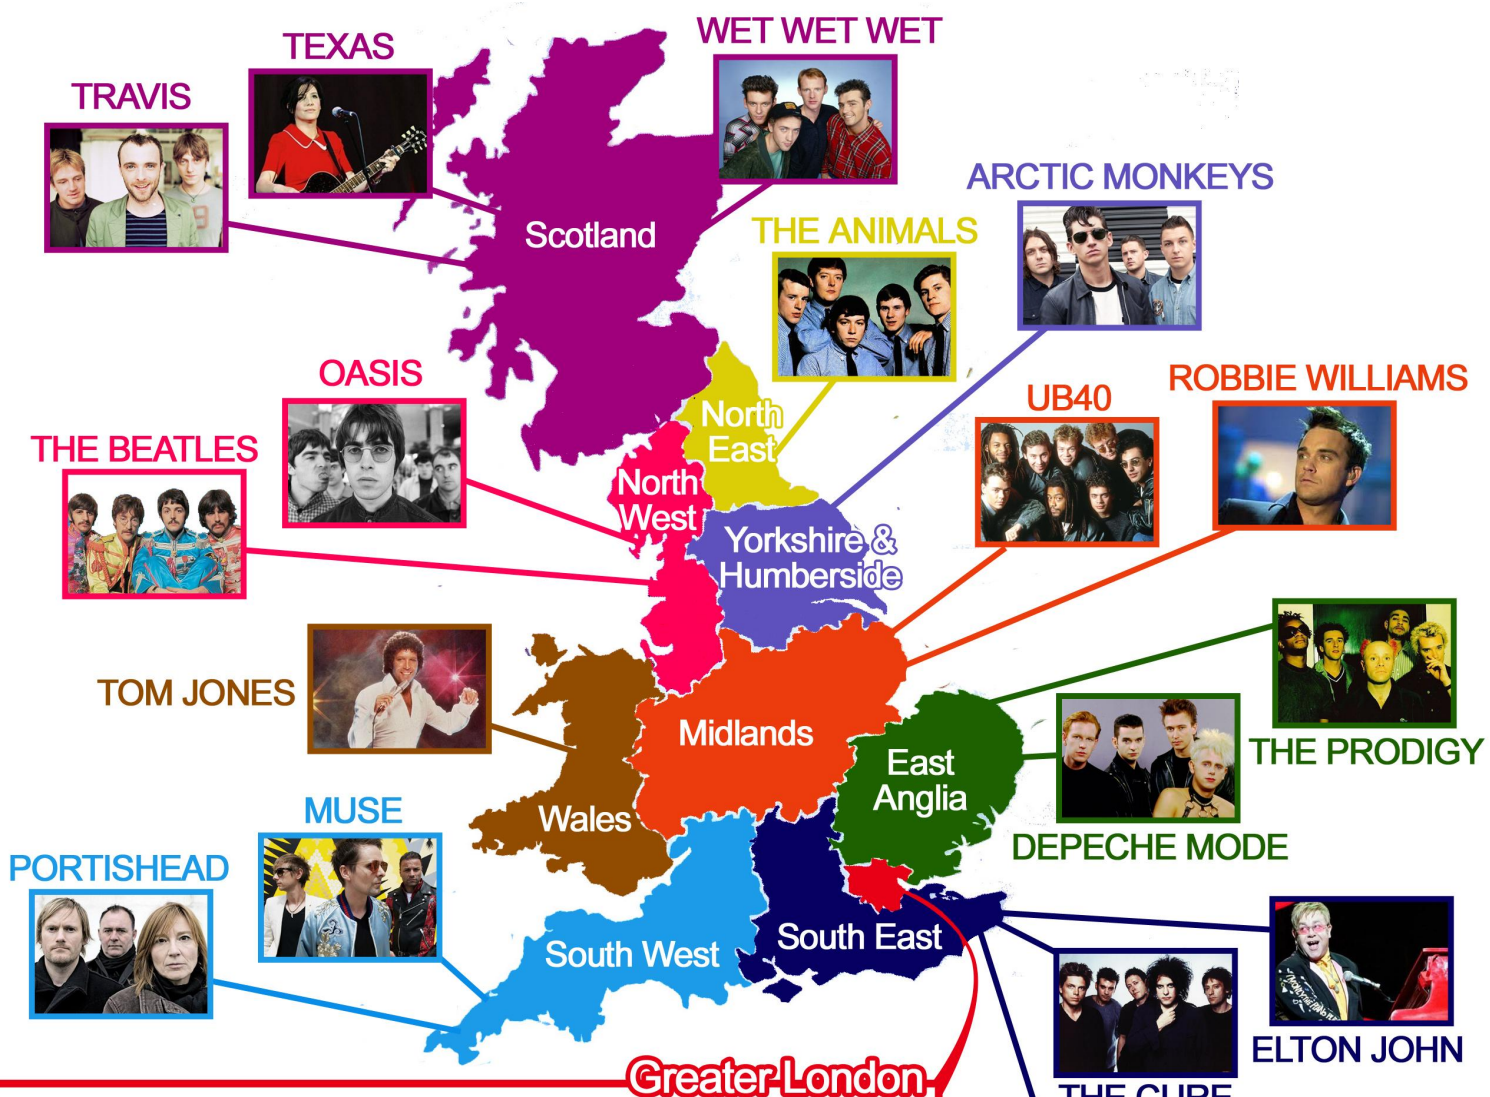 WET WET WET
TEXAS
TRAVIS
ARCTIC MONKEYS
THE ANIMALS
Scotland
OASIS
ROBBIE WILLIAMS
UB40
THE BEATLES
North
East
North
West
Yorkshire &
Humberside
TOM JONES
Midlands
THE PRODIGY
East
Anglia
MUSE
Wales
DEPECHE MODE
PORTISHEAD
South West
South East
ELTON JOHN
Greater London
THE CURE